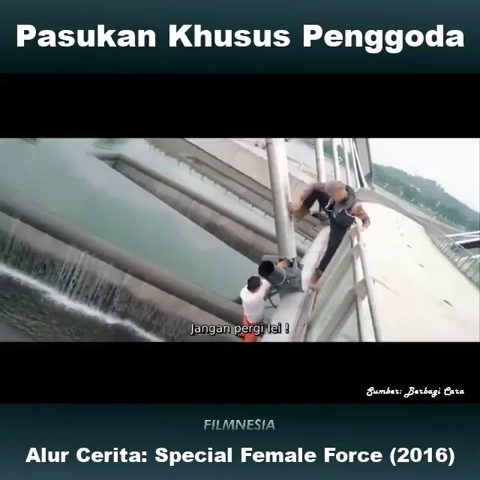 Pasukan Khusus Penggoda
Jangan pergi lei !
Sumber: Berbagi Cara
FILMNESIA
Alur Cerita: Special Female Force (2016)